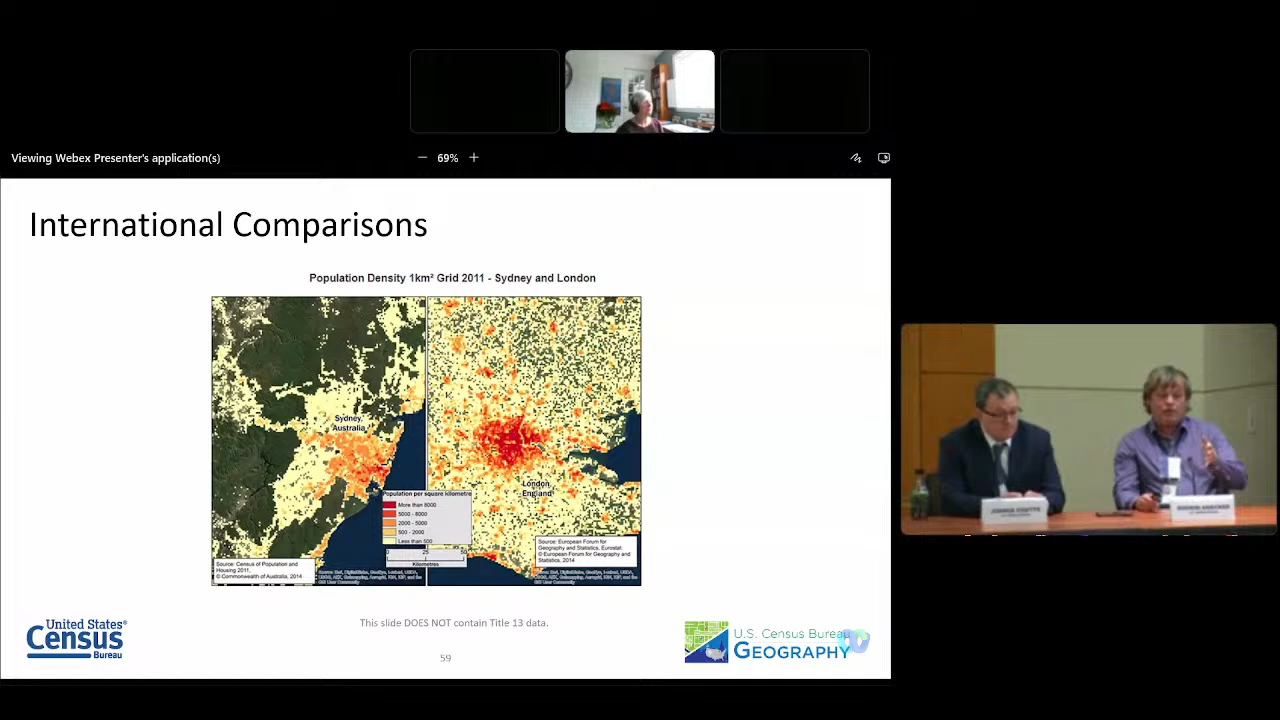 Viewing Webex Presenter's application(s)
69%
International Comparisons
Population Density 1km² Grid 2011 - Sydney and London
Sydney,
Australia
London
England
Population per square kilometre
More than 8000
5000 - 8000
2000 - 5000
500 - 2000
Less than 500
0 25 50
Kilometres
Source: Census of Population and
Housing 2011,
© Commonwealth of Australia, 2014
Source: European Forum for
Geography and Statistics, Eurostat.
© European Forum for Geography and
Statistics, 2014
United States
Census
Bureau
This slide DOES NOT contain Title 13 data.
59
U.S. Census Bureau
GEOGRAPHY